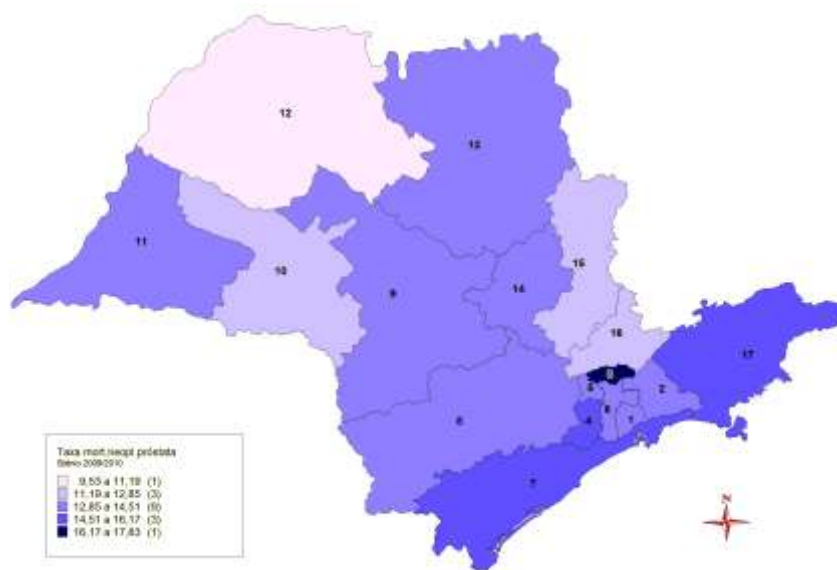 12
13
11
15
10
9
14
16
17
3
2
5
6
6
4
1
7
N
Taxa mort.neopl próstata
Biênio 2009/2010
9,53 a 11,19 (1)
11,19 a 12,85 (3)
12,85 a 14,51 (9)
14,51 a 16,17 (3)
16,17 a 17,83 (1)